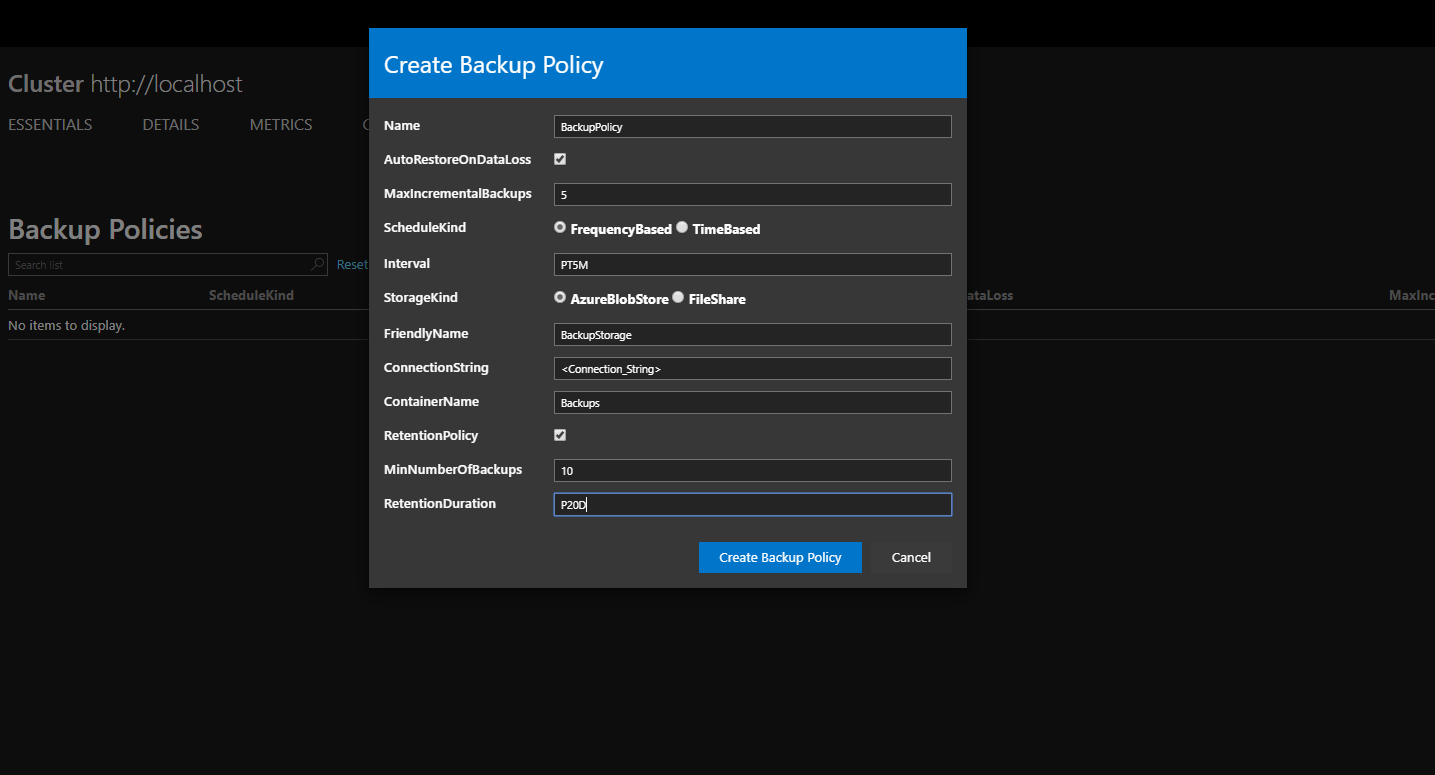 Create Backup Policy
Cluster http://localhost
ESSENTIALS DETAILS METRICS
Name BackupPolicy
AutoRestoreOnDataLoss
MaxIncrementalBackups 5
ScheduleKind FrequencyBased TimeBased
Interval PT5M
StorageKind AzureBlobStore FileShare
FriendlyName BackupStorage
ConnectionString <Connection_String>
ContainerName Backups
RetentionPolicy
MinNumberOfBackups 10
RetentionDuration P20D
Create Backup Policy Cancel
Backup Policies
Search list Reset
Name ScheduleKind ataLoss MaxInc
No items to display.